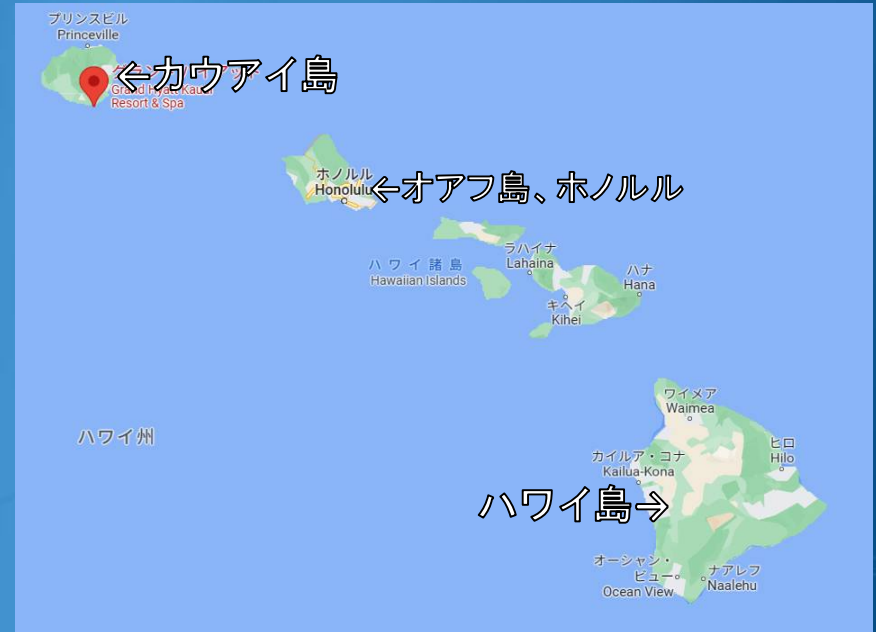 プリンスビル
Princeville
←カウアイ島
Grand Hyatt Kauai
Resort & Spa
ホノルル
Honolulu
←オアフ島、ホノルル
ハワイ諸島
Hawaiian Islands
ラハイナ
Lahaina
ハナ
Hana
キヘイ
Kihei
ハワイ州
ワイメア
Waimea
カイルア・コナ
Kailua-Kona
ヒロ
Hilo
ハワイ島→
オーシャン・
ビュー
Ocean View
ナアレフ
Naalehu